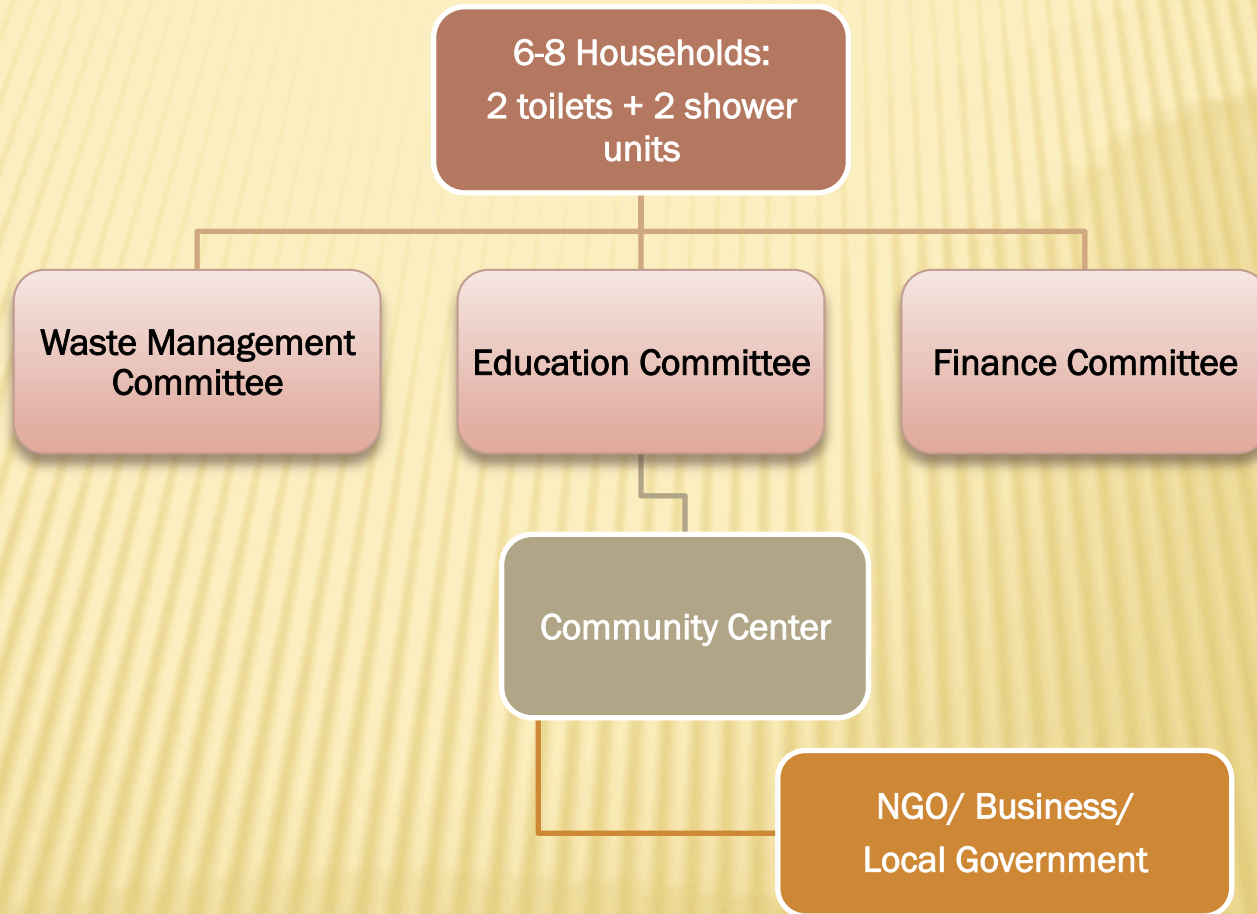 6-8 Households:
2 toilets + 2 shower
units
Waste Management
Committee
Education Committee
Finance Committee
Community Center
NGO/ Business/
Local Government